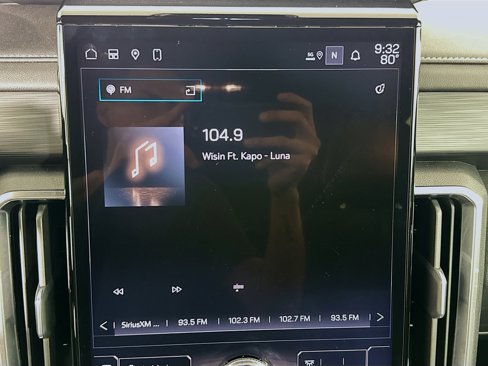 5G N 9:32
80°
FM
104.9
Wisin Ft. Kapo - Luna
SiriusXM ... | 93.5 FM | 102.3 FM | 102.7 FM | 93.5 FM |